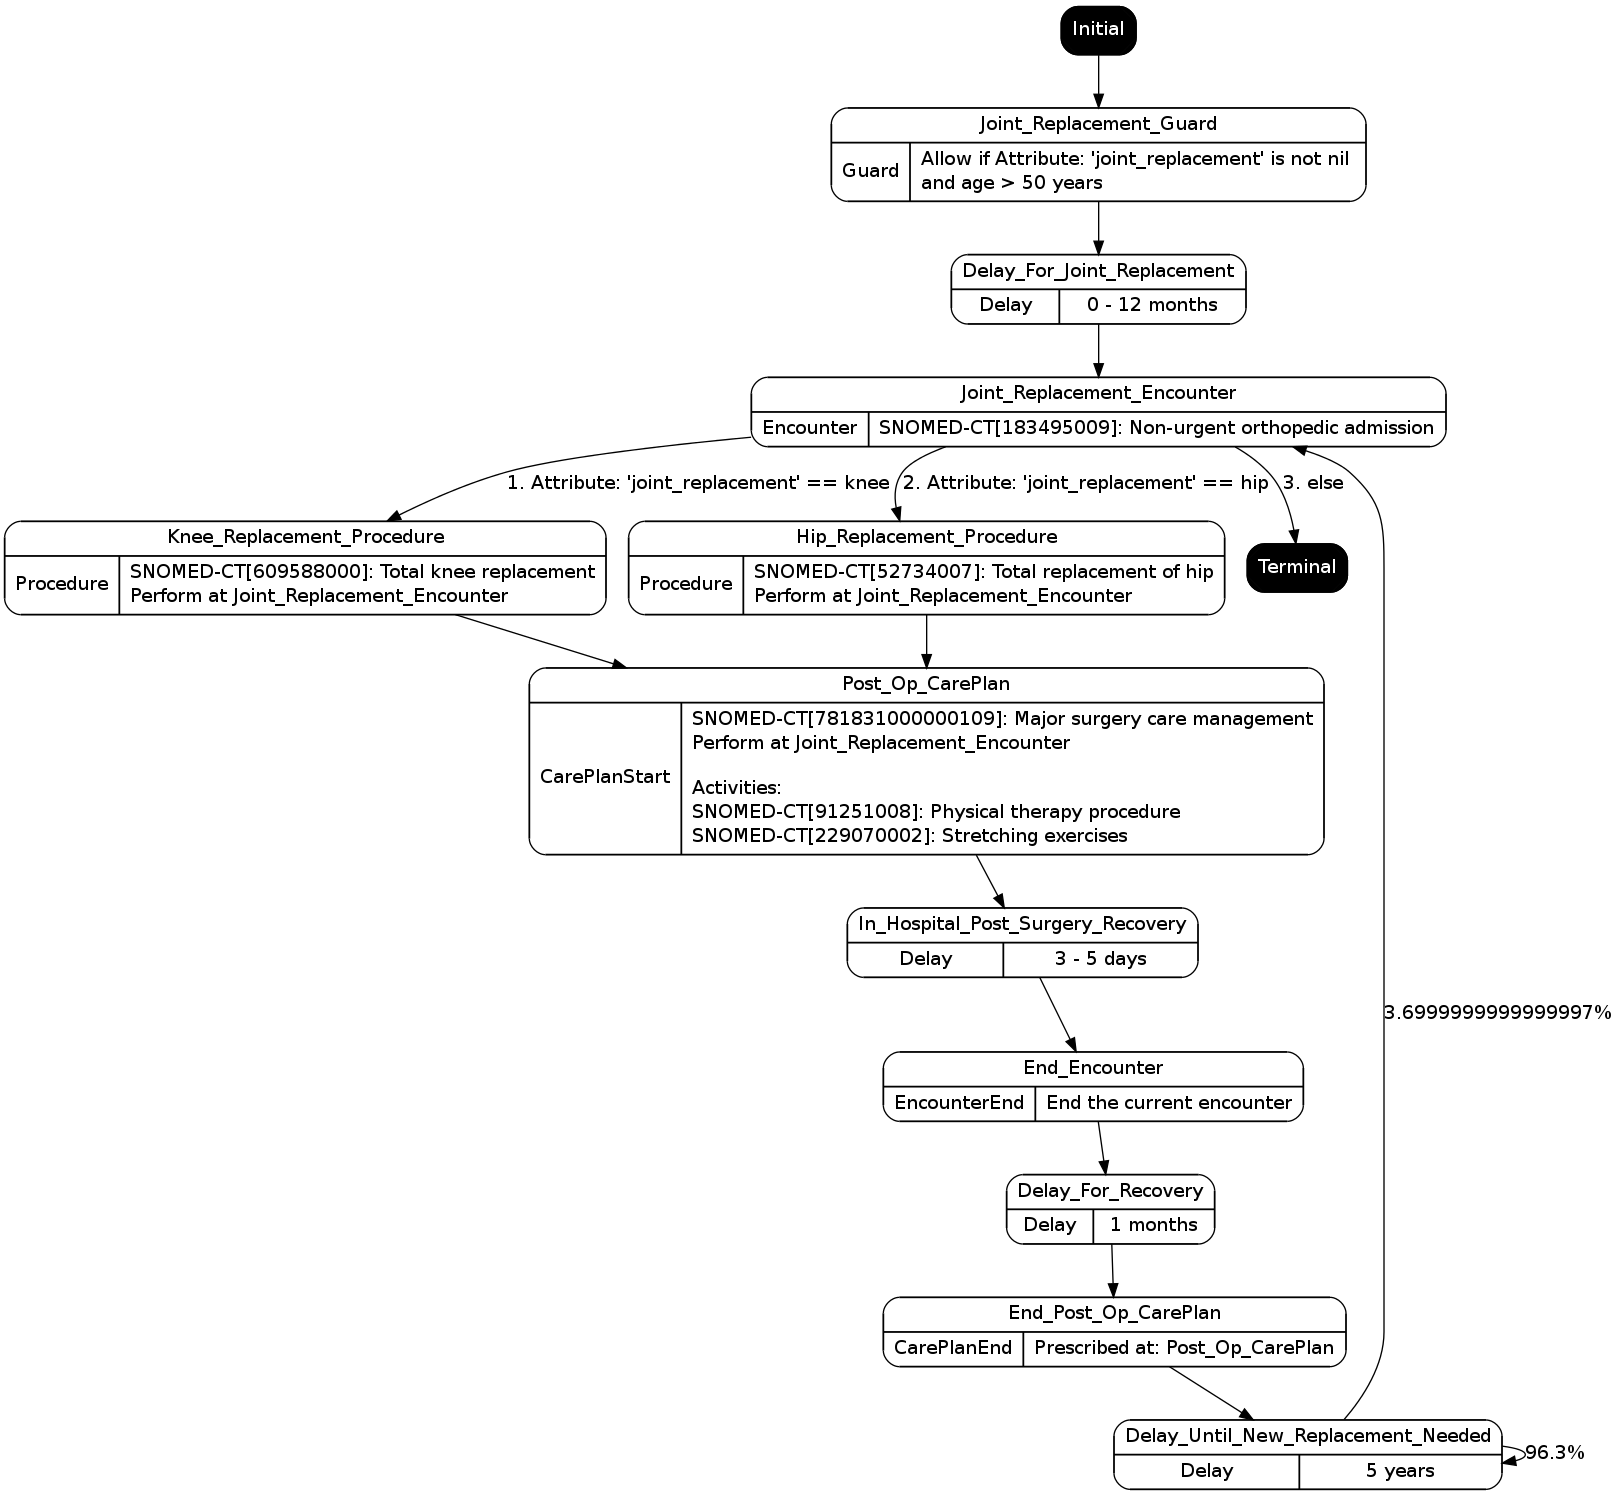 Initial
Joint_Replacement_Guard
Guard
Allow if Attribute: 'joint_replacement' is not nil
and age > 50 years
Delay_For_Joint_Replacement
Delay
0 - 12 months
Joint_Replacement_Encounter
Encounter
SNOMED-CT[183495009]: Non-urgent orthopedic admission
1. Attribute: 'joint_replacement' == knee
2. Attribute: 'joint_replacement' == hip
3. else
Knee_Replacement_Procedure
Procedure
SNOMED-CT[609588000]: Total knee replacement
Perform at Joint_Replacement_Encounter
Hip_Replacement_Procedure
Procedure
SNOMED-CT[52734007]: Total replacement of hip
Perform at Joint_Replacement_Encounter
Terminal
Post_Op_CarePlan
CarePlanStart
SNOMED-CT[781831000000109]: Major surgery care management
Perform at Joint_Replacement_Encounter
Activities:
SNOMED-CT[91251008]: Physical therapy procedure
SNOMED-CT[229070002]: Stretching exercises
In_Hospital_Post_Surgery_Recovery
Delay
3 - 5 days
3.6999999999999997%
End_Encounter
EncounterEnd
End the current encounter
Delay_For_Recovery
Delay
1 months
End_Post_Op_CarePlan
CarePlanEnd
Prescribed at: Post_Op_CarePlan
Delay_Until_New_Replacement_Needed
Delay
5 years
96.3%